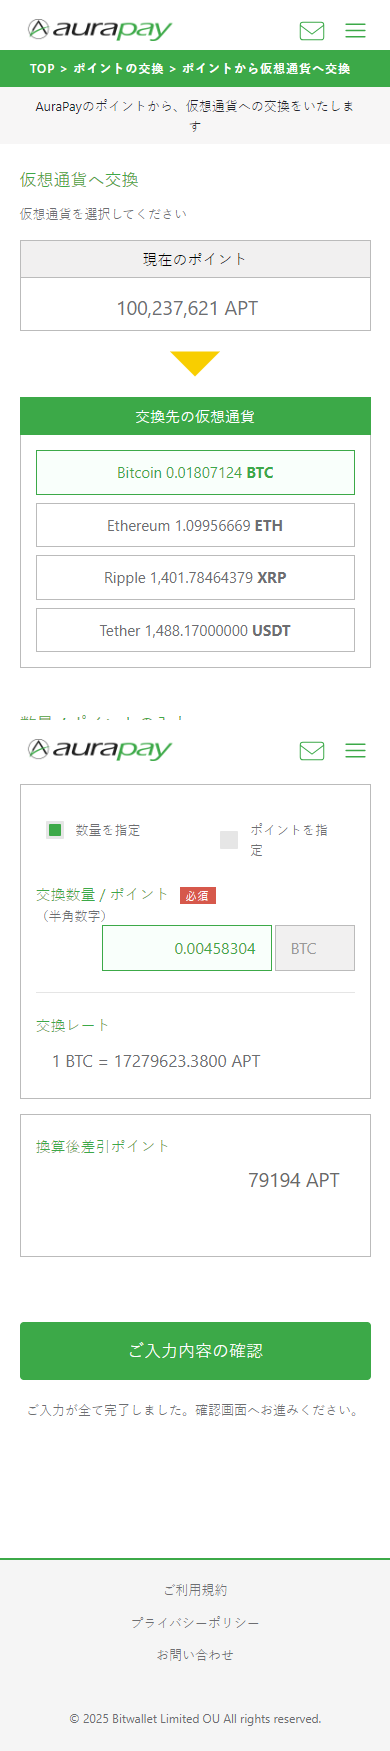 aurapay
TOP > ポイントの交換 > ポイントから仮想通貨へ交換
AuraPayのポイントから、仮想通貨への交換をいたしま
す
仮想通貨へ交換
仮想通貨を選択してください
現在のポイント
100,237,621 APT
交換先の仮想通貨
Bitcoin 0.01807124 BTC
Ethereum 1.09956669 ETH
Ripple 1,401.78464379 XRP
Tether 1,488.17000000 USDT
数量 / ポイントの入力
aurapay
数量を指定
ポイントを指
定
交換数量 / ポイント 必須
（半角数字）
0.00458304 BTC
交換レート
1 BTC = 17279623.3800 APT
換算後差引ポイント
79194 APT
ご入力内容の確認
ご入力が全て完了しました。確認画面へお進みください。
ご利用規約
プライバシーポリシー
お問い合わせ
© 2025 Bitwallet Limited OU All rights reserved.